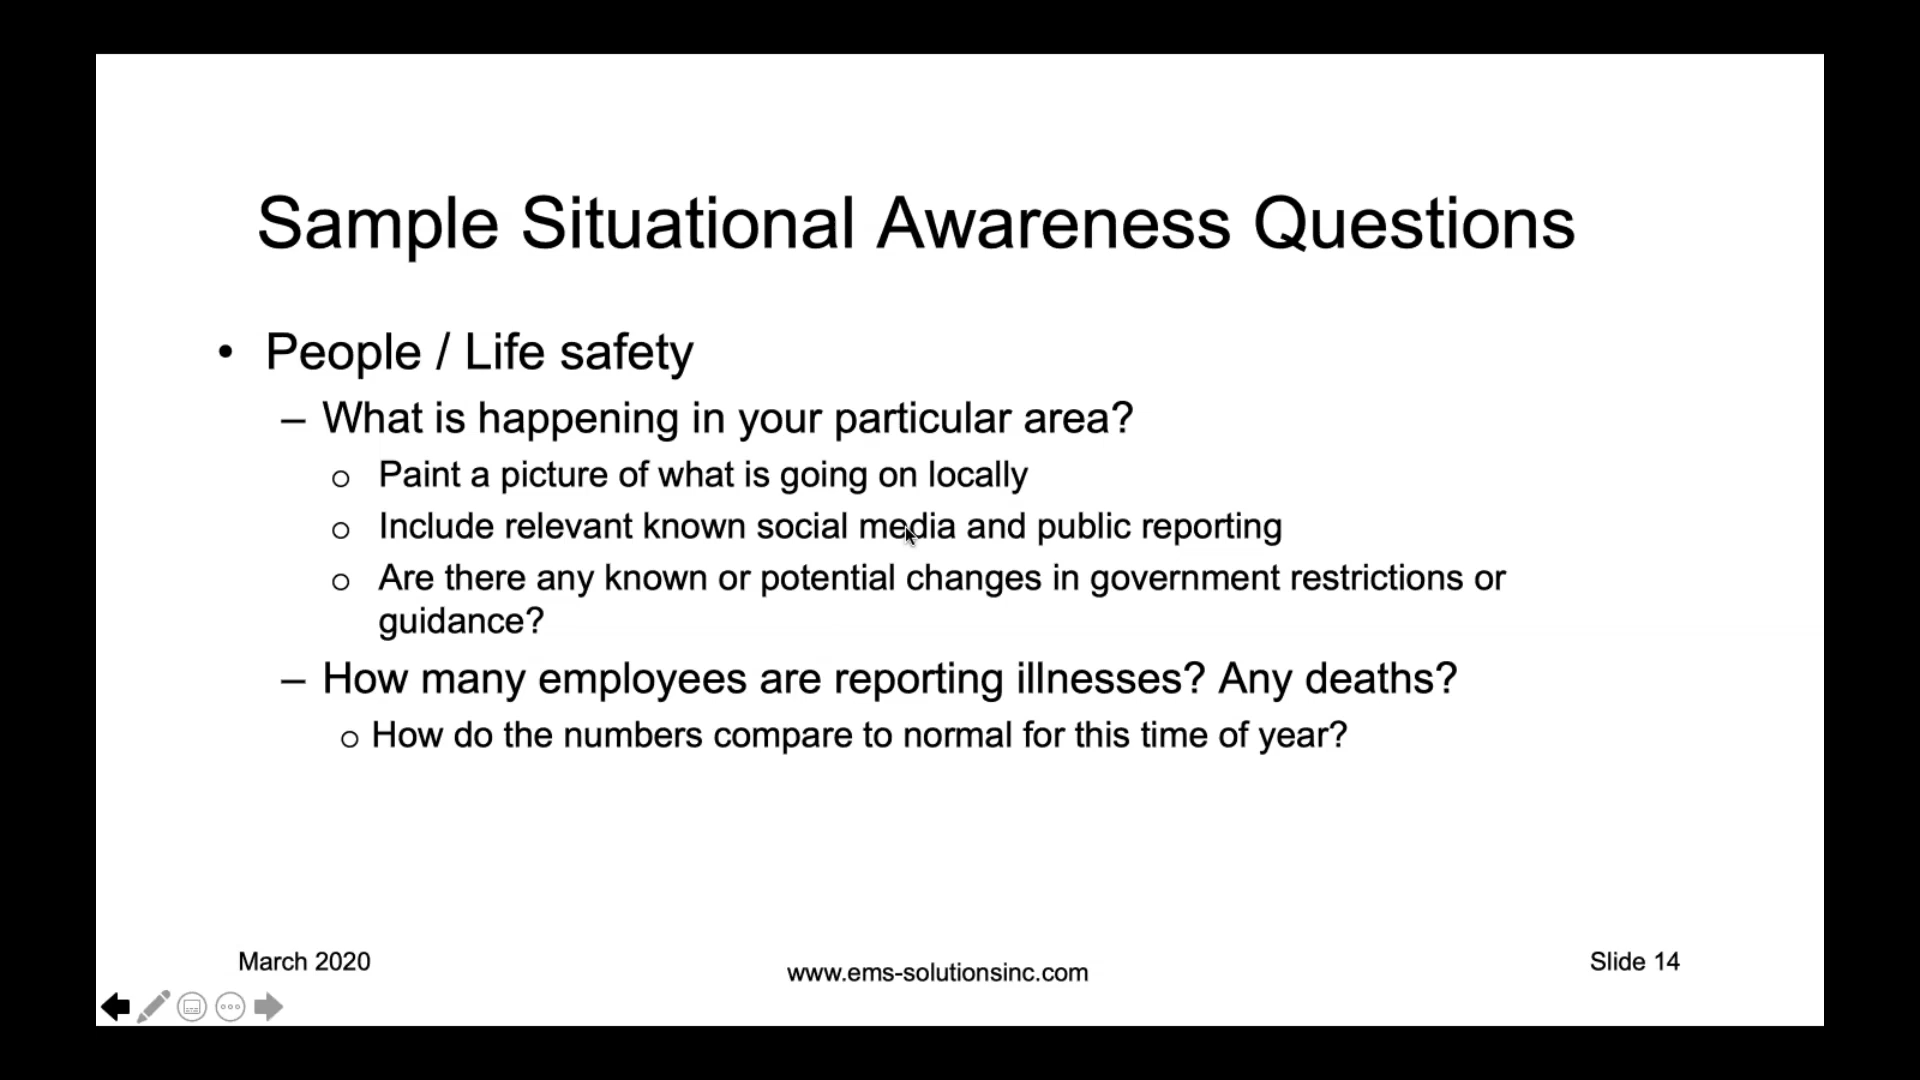 Sample Situational Awareness Questions
• People / Life safety
– What is happening in your particular area?
o Paint a picture of what is going on locally
o Include relevant known social media and public reporting
o Are there any known or potential changes in government restrictions or
guidance?
– How many employees are reporting illnesses? Any deaths?
o How do the numbers compare to normal for this time of year?
March 2020
www.ems-solutionsinc.com
Slide 14